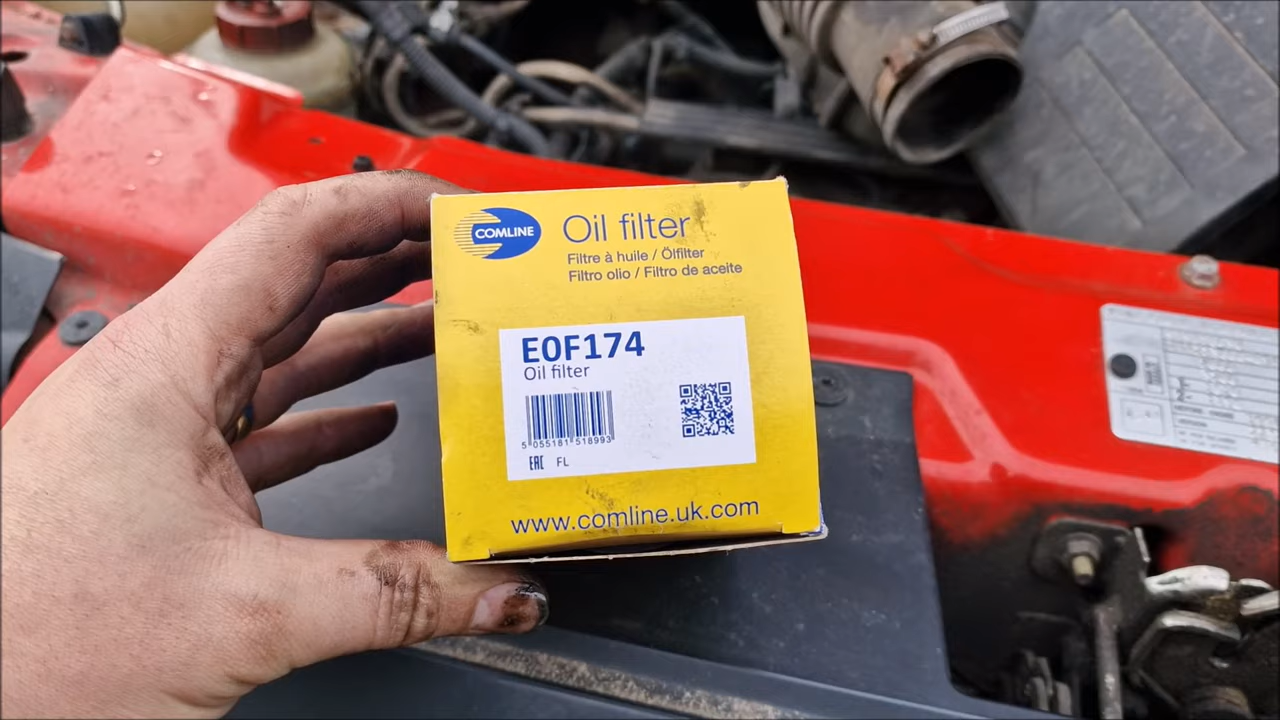 COMLINE
Oil filter
Filtre à huile / Ölfilter
Filtro olio / Filtro de aceite
EOF174
Oil filter
5 055181 518993
EAC FL
www.comline.uk.com